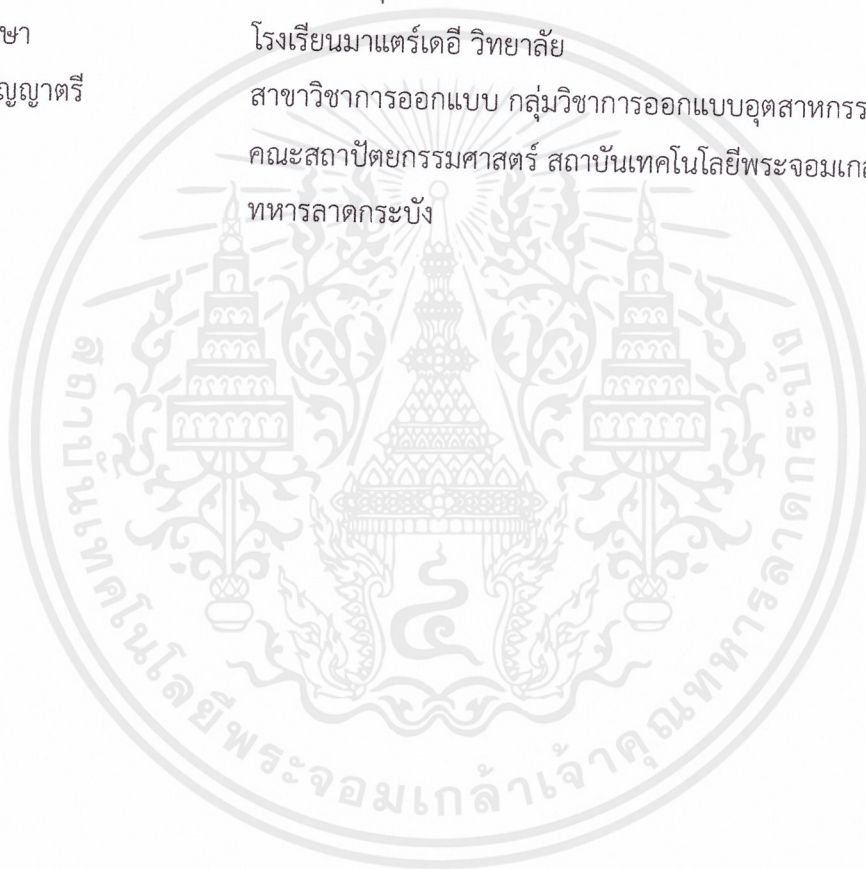 ษา โรงเรียนมาแตร์เดอี วิทยาลัย
ญญาตรี สาขาวิชาการออกแบบ กลุ่มวิชาการออกแบบอุตสาหกรร
คณะสถาปัตยกรรมศาสตร์ สถาบันเทคโนโลยีพระจอมเกล้
ทหารลาดกระบัง
สถาบันเทคโนโลยีพระจอมเกล้าเจ้าคุณทหารลาดกระบัง
๔